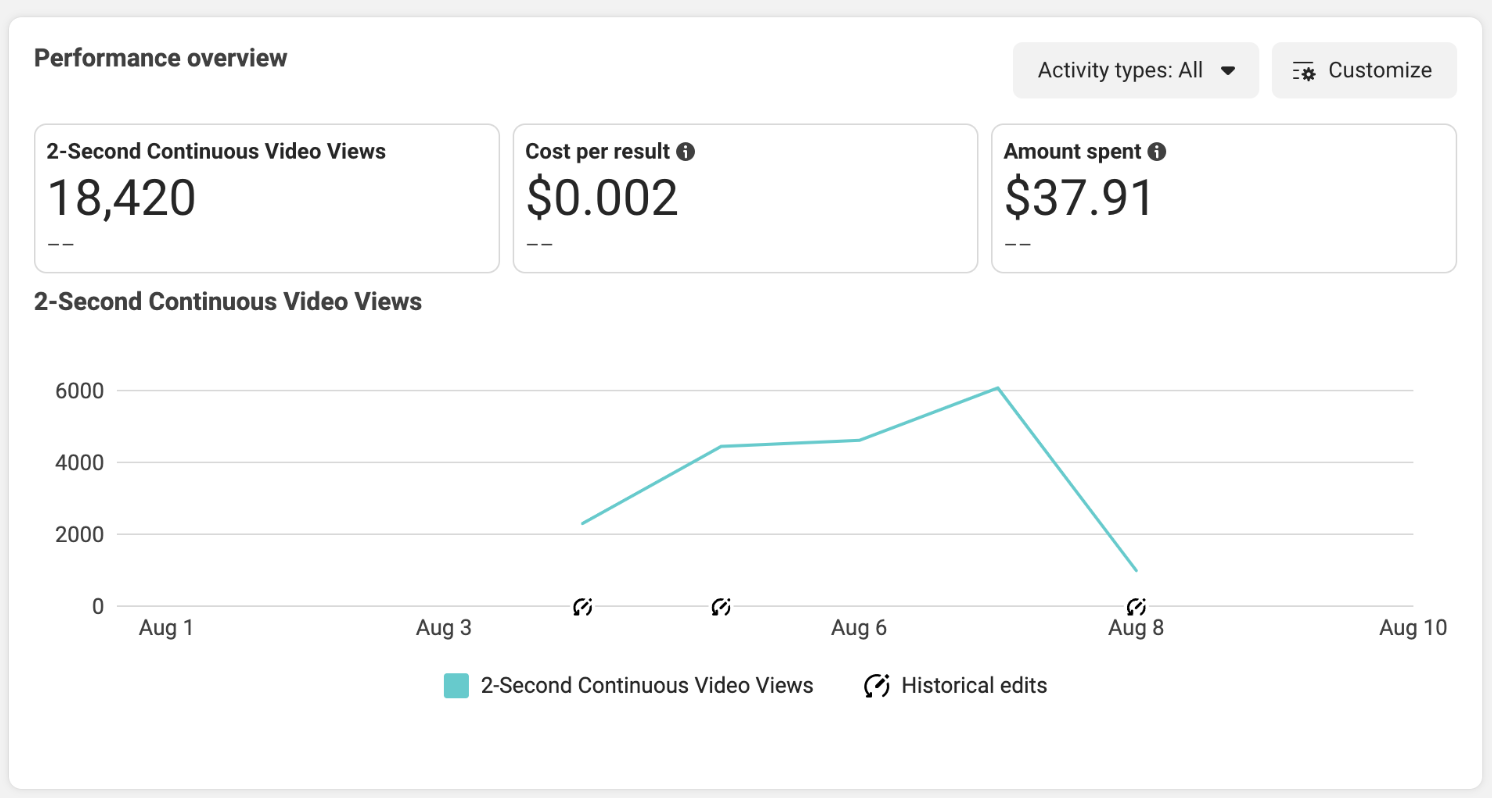 Performance overview
Activity types: All
Customize
2-Second Continuous Video Views
18,420
––
Cost per result
$0.002
––
Amount spent
$37.91
––
2-Second Continuous Video Views
6000
4000
2000
0
Aug 1
Aug 3
Aug 6
Aug 8
Aug 10
2-Second Continuous Video Views
Historical edits